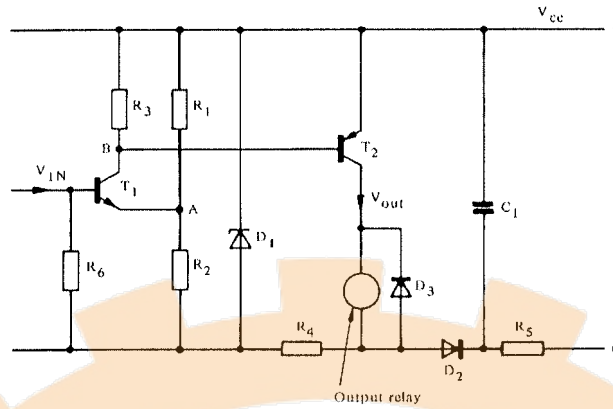 Vcc
R3
R1
B
T2
VIN
T1
Vout
A
C1
D1
R6
R2
D3
R4
R5
D2
Output relay